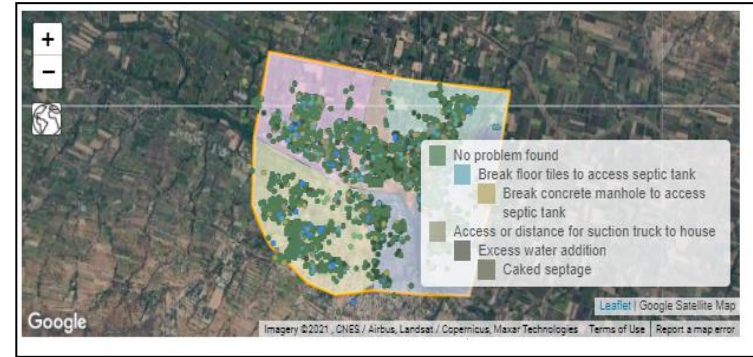 +
−
No problem found
Break floor tiles to access septic tank
Break concrete manhole to access
septic tank
Access or distance for suction truck to house
Excess water addition
Caked septage
Leaflet | Google Satellite Map
Google
Imagery ©2021 , CNES / Airbus, Landsat / Copernicus, Maxar Technologies Terms of Use Report a map error